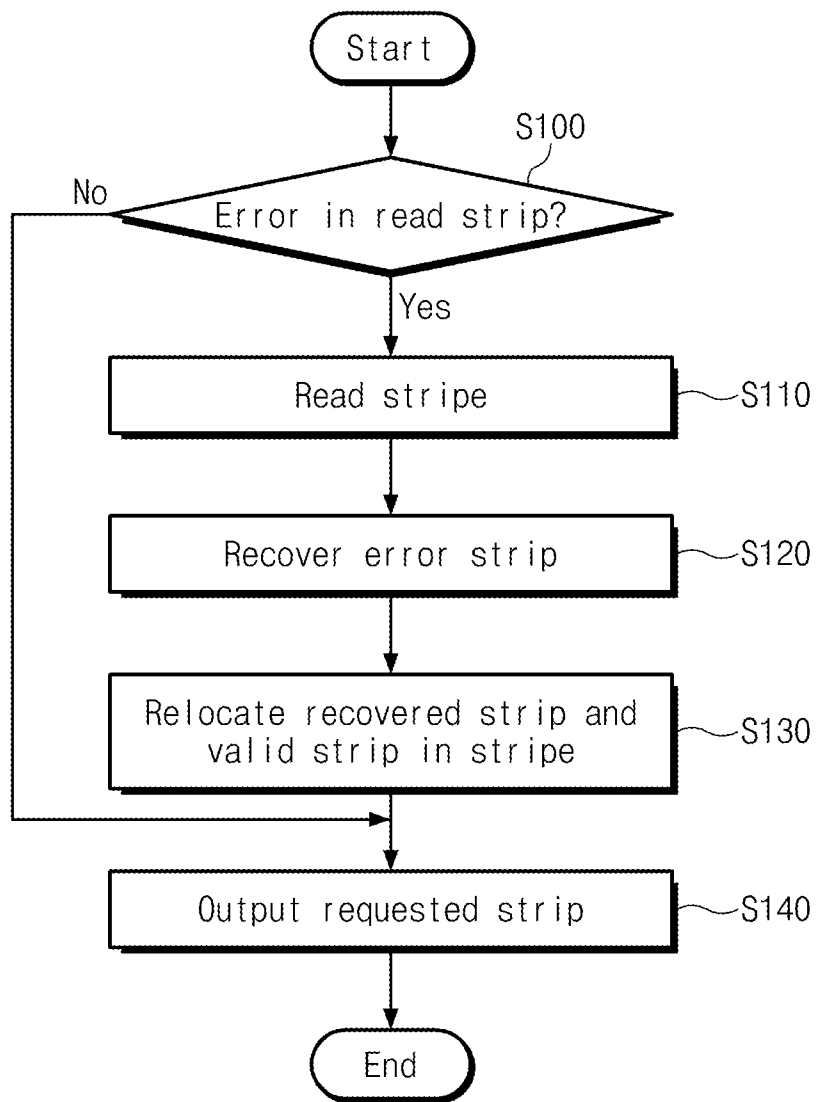 Start
S100
No
Error in read strip?
Yes
Read stripe
S110
Recover error strip
S120
Relocate recovered strip and
valid strip in stripe
S130
Output requested strip
S140
End